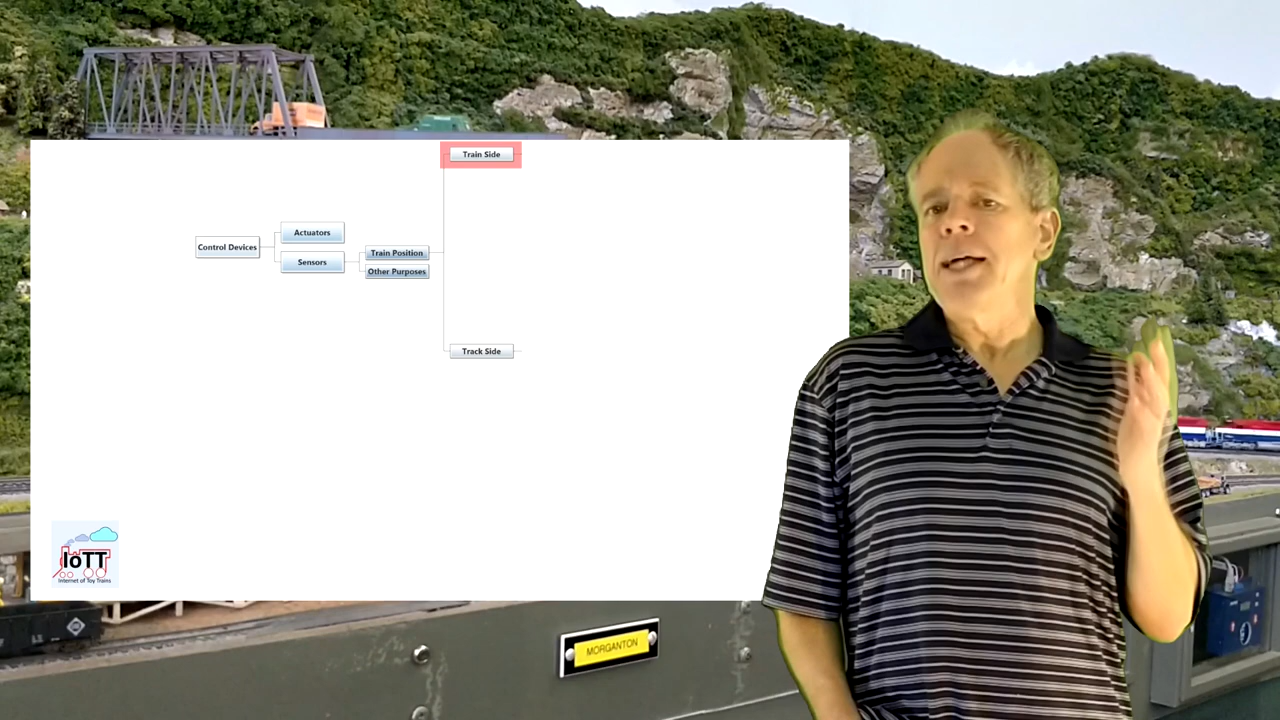 Train Side
Actuators
Control Devices
Sensors
Train Position
Other Purposes
Track Side
IoTT
Internet of Toy Trains
MORGANTON